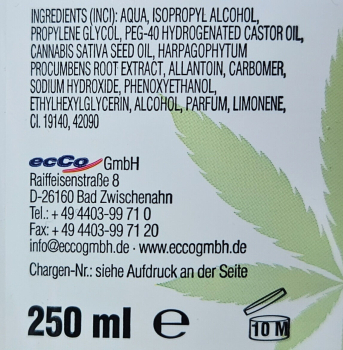 INGREDIENTS (INCI): AQUA, ISOPROPYL ALCOHOL,
PROPYLENE GLYCOL, PEG-40 HYDROGENATED CASTOR OIL,
CANNABIS SATIVA SEED OIL, HARPAGOPHYTUM
PROCUMBENS ROOT EXTRACT, ALLANTOIN, CARBOMER,
SODIUM HYDROXIDE, PHENOXYETHANOL,
ETHYLHEXYLGLYCERIN, ALCOHOL, PARFUM, LIMONENE,
CI. 19140, 42090
ecco GmbH
Raiffeisenstraße 8
D-26160 Bad Zwischenahn
Tel.: + 49 4403-99 71 0
Fax: + 49 4403-99 71 20
info@eccogmbh.de · www.eccogmbh.de
Chargen-Nr.: siehe Aufdruck an der Seite
250 ml e
10 M